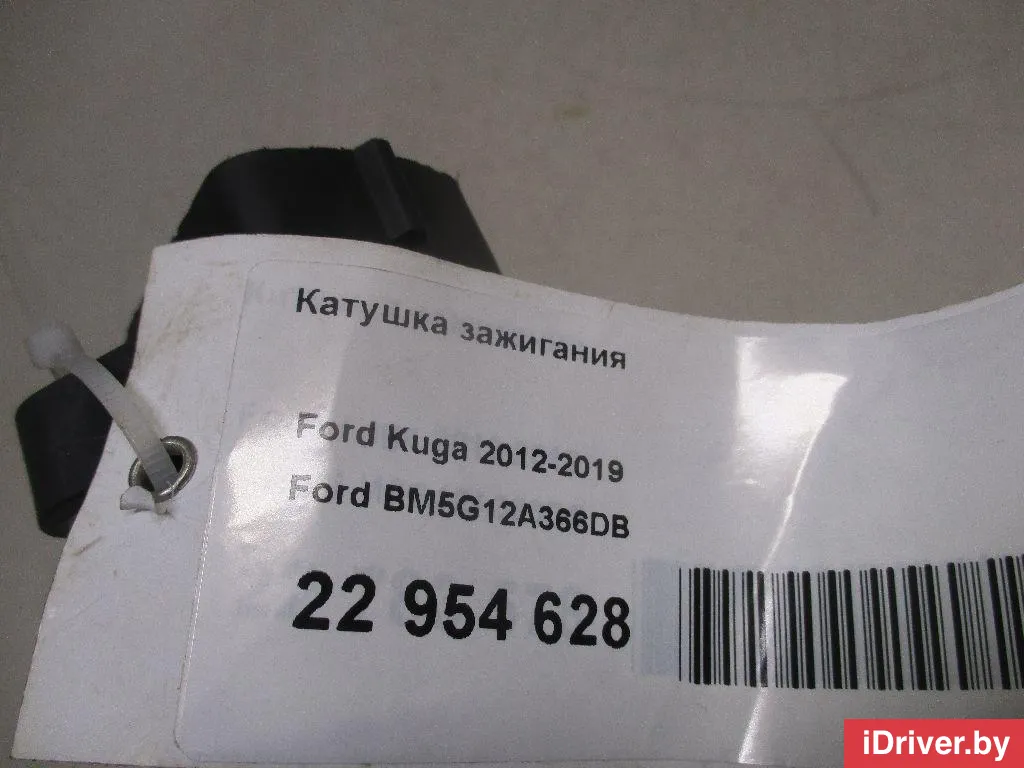 Катушка зажигания
Ford Kuga 2012-2019
Ford BM5G12A366DB
22 954 628
iDriver.by